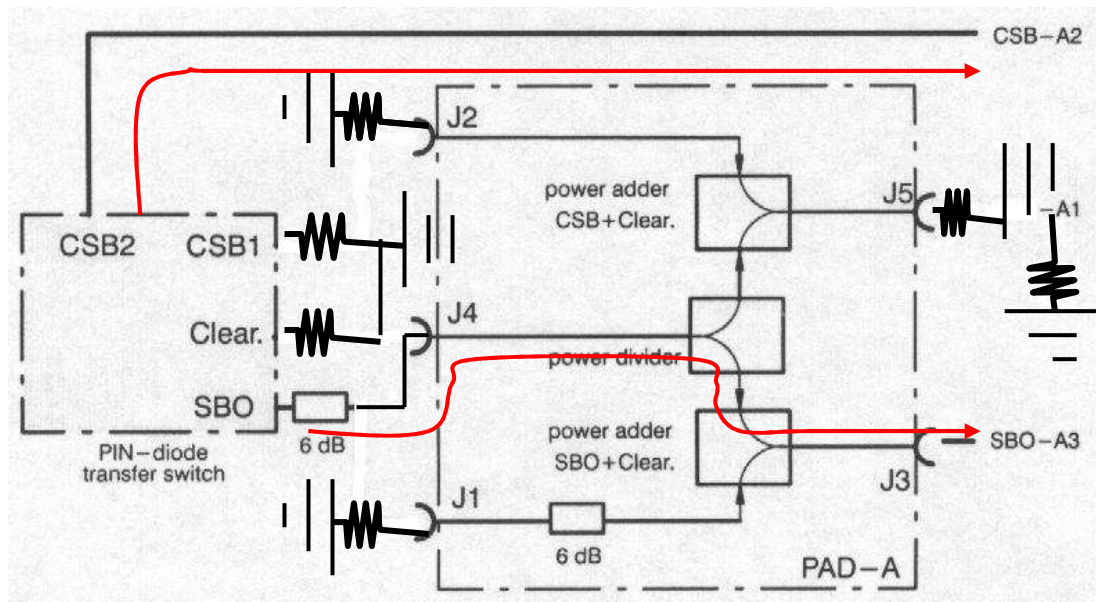 CSB-A2
J2
power adder
CSB+Clear.
J5
-A1
CSB2
CSB1
Clear.
J4
power divider
SBO
6 dB
PIN-diode
transfer switch
power adder
SBO+Clear.
SBO-A3
J3
J1
6 dB
PAD-A